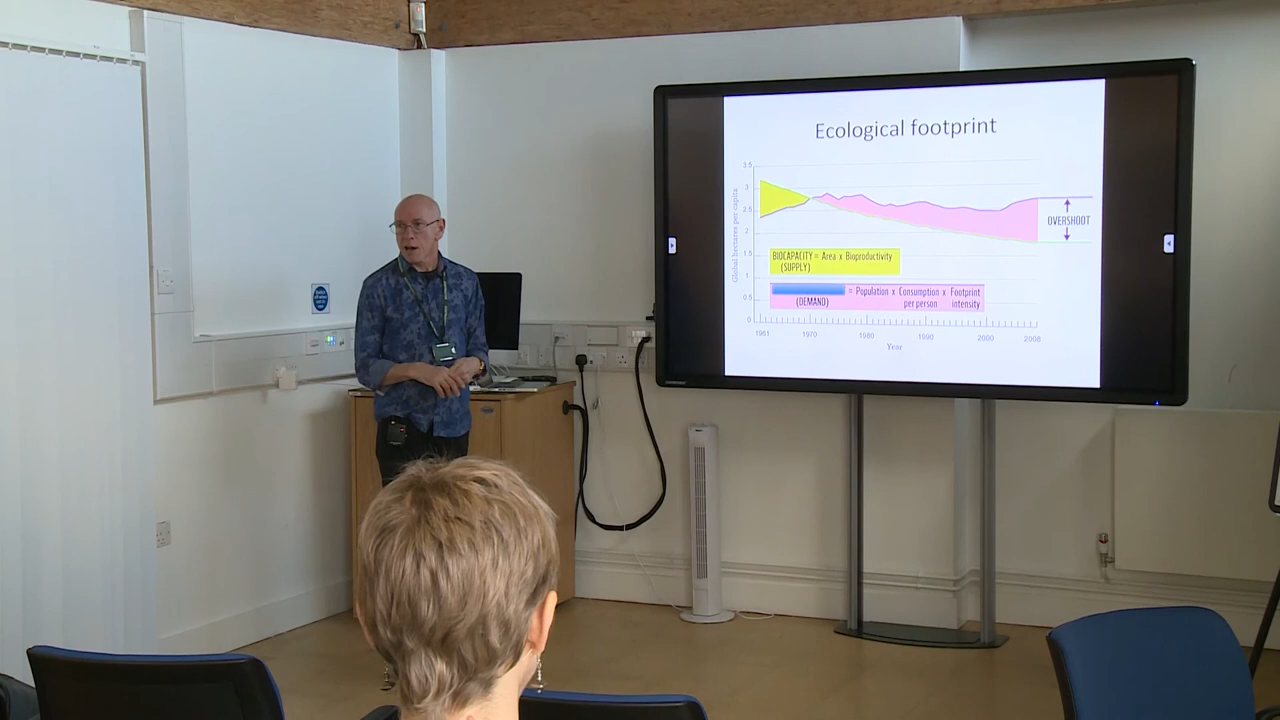 Ecological footprint
3.5
3
2.5
2
1.5
1
0.5
0
Global hectares per capita
OVERSHOOT
BIOCAPACITY = Area x Bioproductivity
(SUPPLY)
= Population x Consumption x Footprint
(DEMAND) per person intensity
1961 1970 1980 1990 2000 2008
Year